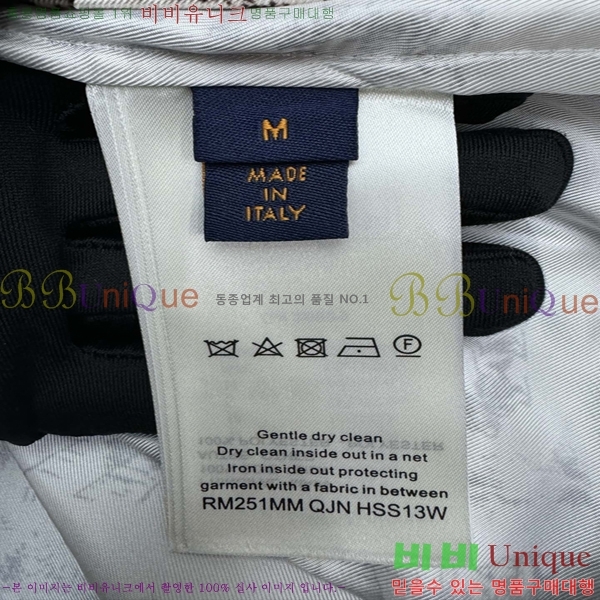 1위 비비유니크 명품구매대행
M
MADE
IN
ITALY
BBUnique 동종업계 최고의 품질 NO.1 BBUnique
F
Gentle dry clean
Dry clean inside out in a net
Iron inside out protecting
garment with a fabric in between
RM251MM QJN HSS13W
비비 Unique
-본 이미지는 비비유니크에서 촬영한 100% 실사 이미지 입니다.-
믿을수 있는 명품구매대행